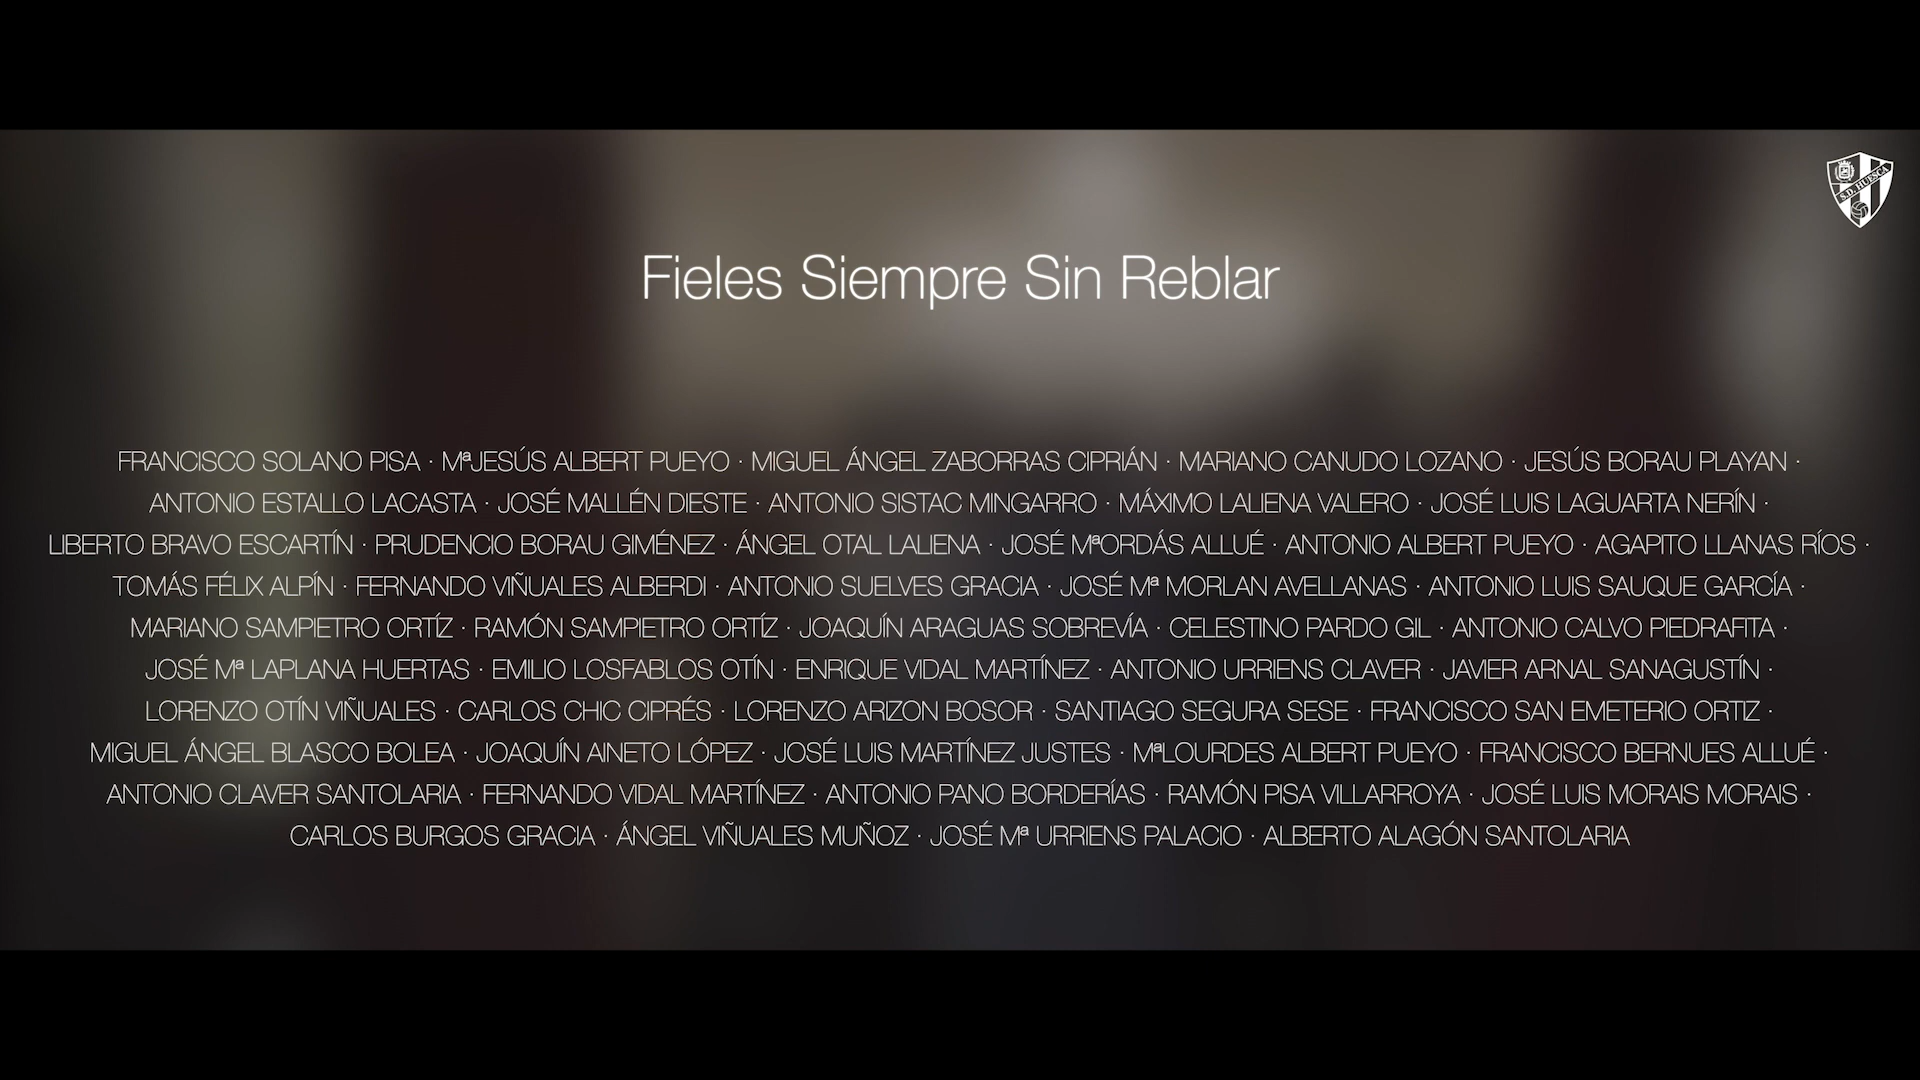 S.D. HUESCA
Fieles Siempre Sin Reblar
FRANCISCO SOLANO PISA · MªJESÚS ALBERT PUEYO · MIGUEL ÁNGEL ZABORRAS CIPRIÁN · MARIANO CANUDO LOZANO · JESÚS BORAU PLAYAN ·
ANTONIO ESTALLO LACASTA · JOSÉ MALLÉN DIESTE · ANTONIO SISTAC MINGARRO · MÁXIMO LALIENA VALERO · JOSÉ LUIS LAGUARTA NERÍN ·
LIBERTO BRAVO ESCARTÍN · PRUDENCIO BORAU GIMÉNEZ · ÁNGEL OTAL LALIENA · JOSÉ MªORDÁS ALLUÉ · ANTONIO ALBERT PUEYO · AGAPITO LLANAS RÍOS ·
TOMÁS FÉLIX ALPÍN · FERNANDO VIÑUALES ALBERDI · ANTONIO SUELVES GRACIA · JOSÉ Mª MORLAN AVELLANAS · ANTONIO LUIS SAUQUE GARCÍA ·
MARIANO SAMPIETRO ORTÍZ · RAMÓN SAMPIETRO ORTÍZ · JOAQUÍN ARAGUAS SOBREVÍA · CELESTINO PARDO GIL · ANTONIO CALVO PIEDRAFITA ·
JOSÉ Mª LAPLANA HUERTAS · EMILIO LOSFABLOS OTÍN · ENRIQUE VIDAL MARTÍNEZ · ANTONIO URRIENS CLAVER · JAVIER ARNAL SANAGUSTÍN ·
LORENZO OTÍN VIÑUALES · CARLOS CHIC CIPRÉS · LORENZO ARIZON BOSOR · SANTIAGO SEGURA SESE · FRANCISCO SAN EMETERIO ORTIZ ·
MIGUEL ÁNGEL BLASCO BOLEA · JOAQUÍN AINETO LÓPEZ · JOSÉ LUIS MARTÍNEZ JUSTES · MªLOURDES ALBERT PUEYO · FRANCISCO BERNUES ALLUÉ ·
ANTONIO CLAVER SANTOLARIA · FERNANDO VIDAL MARTÍNEZ · ANTONIO PANO BORDERÍAS · RAMÓN PISA VILLARROYA · JOSÉ LUIS MORAIS MORAIS ·
CARLOS BURGOS GRACIA · ÁNGEL VIÑUALES MUÑOZ · JOSÉ Mª URRIENS PALACIO · ALBERTO ALAGÓN SANTOLARIA